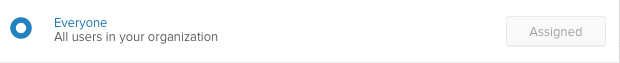 Everyone
All users in your organization
Assigned